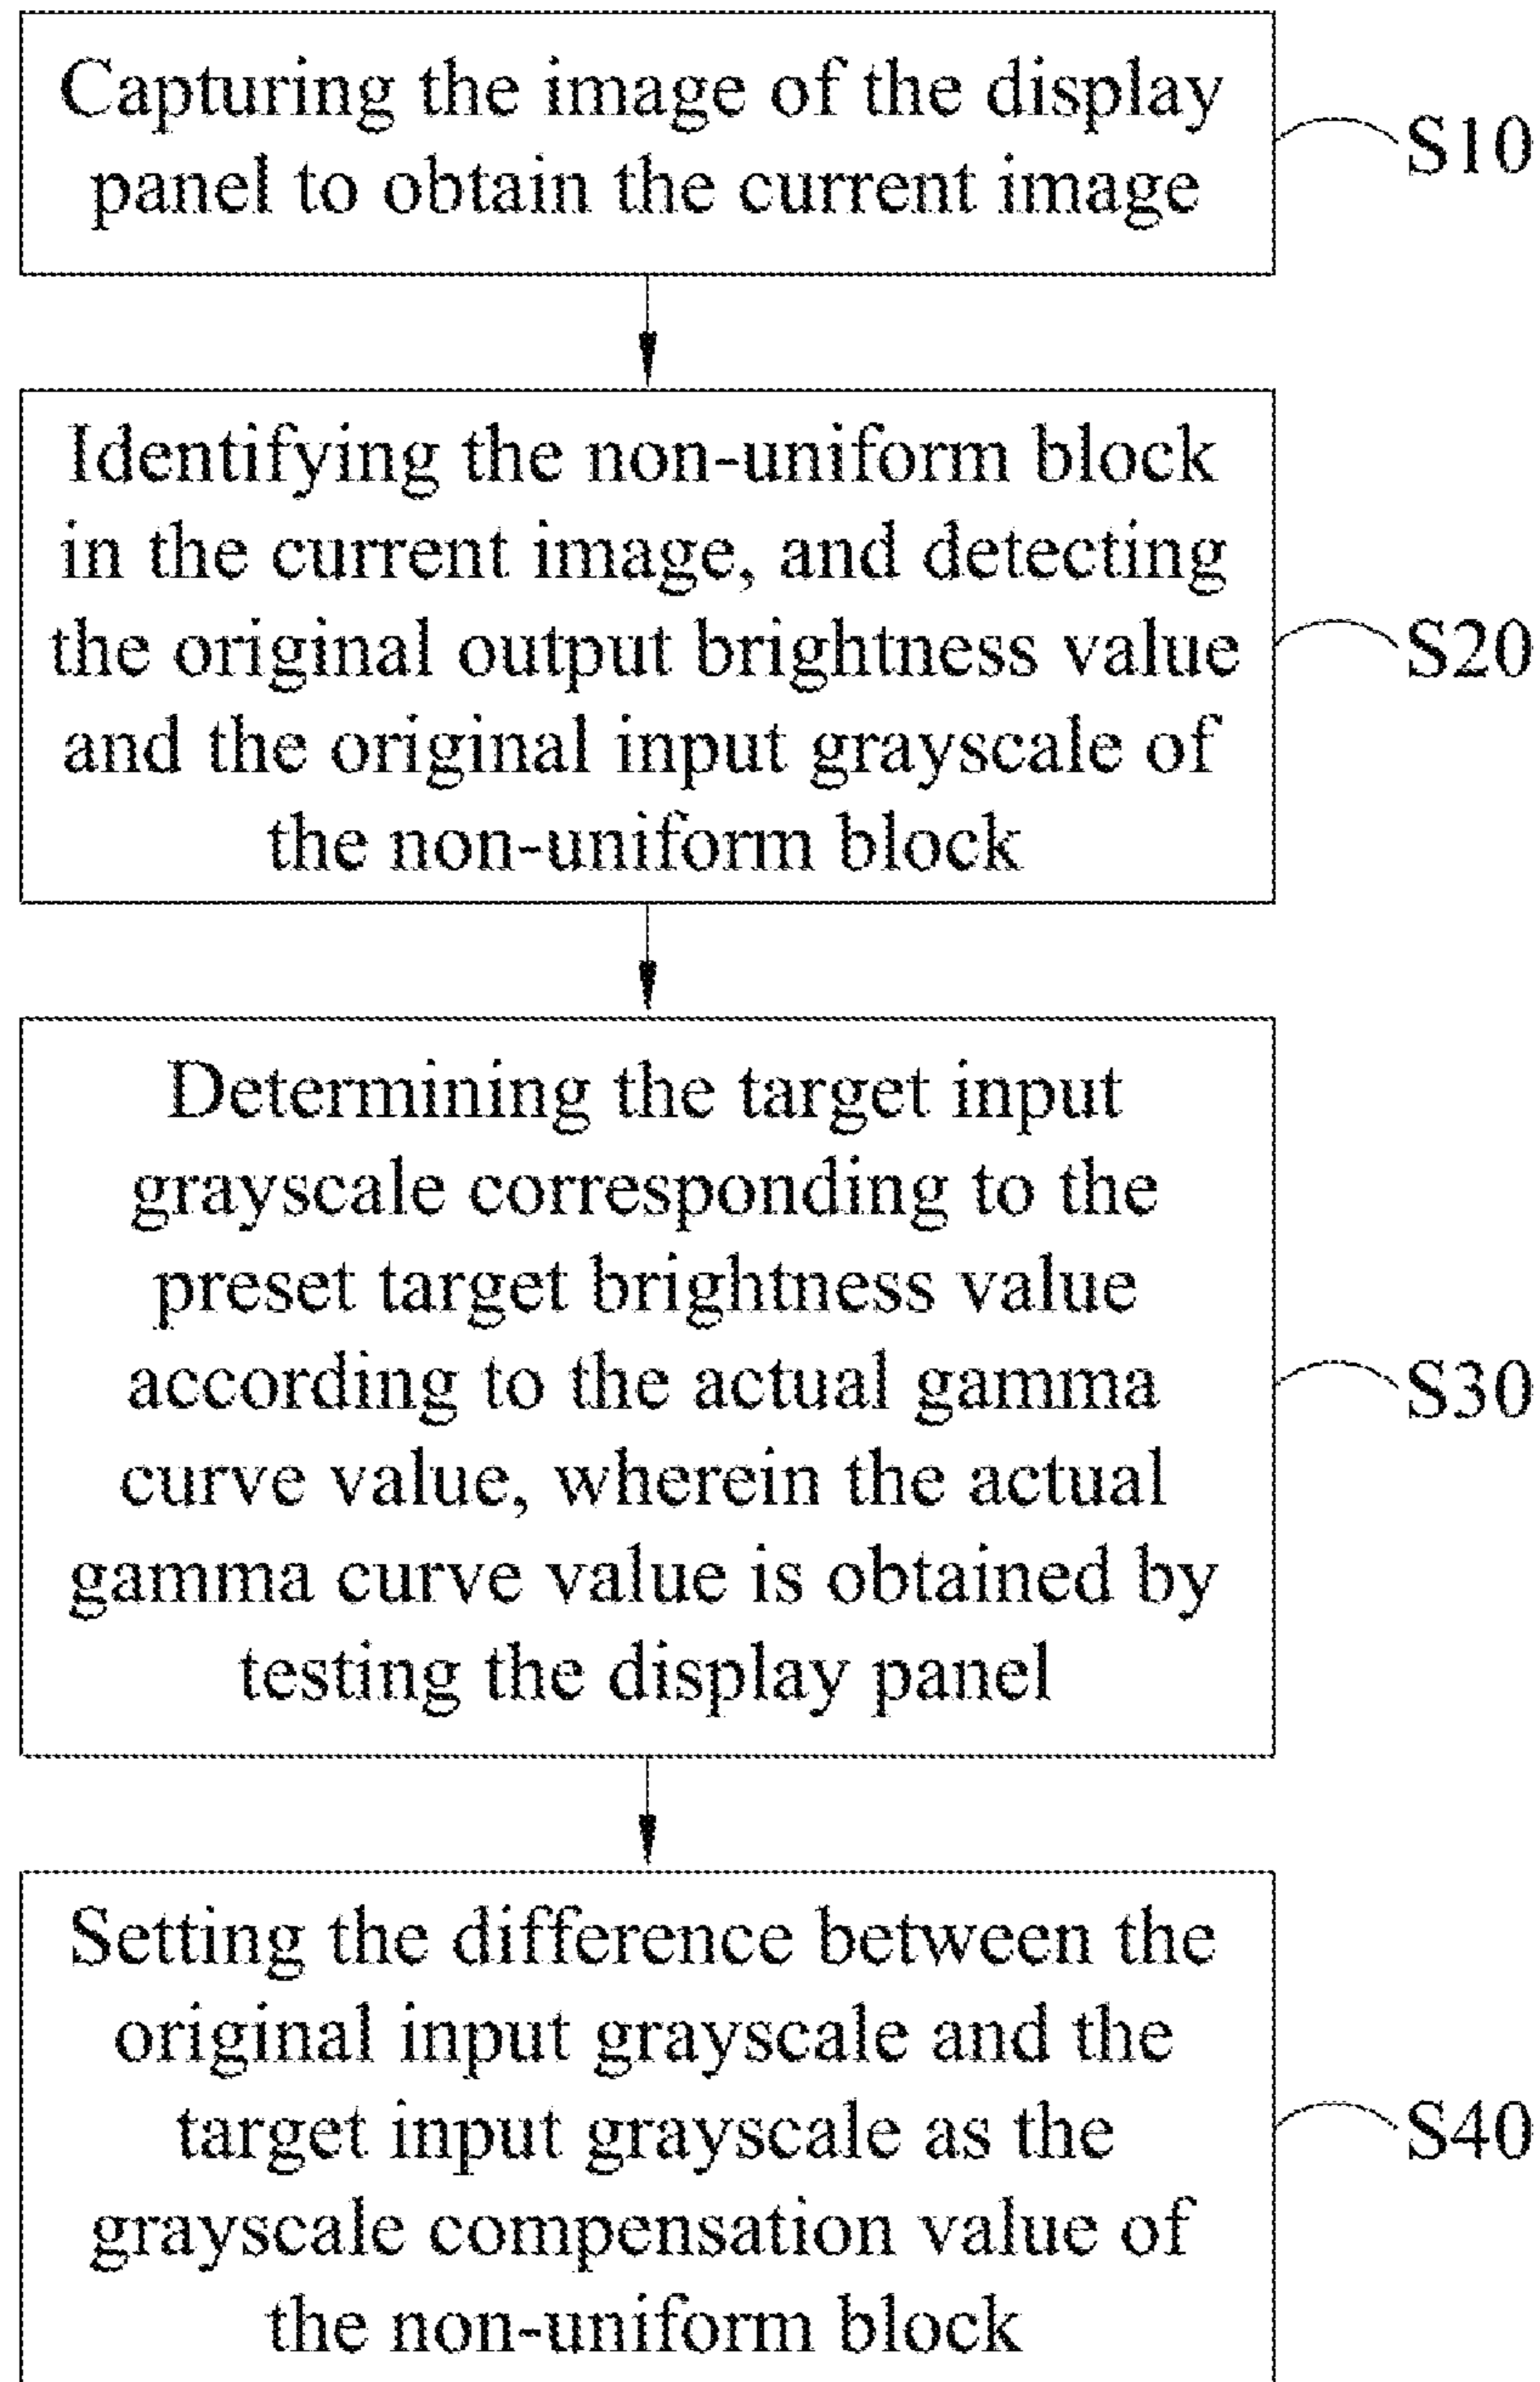 Capturing the image of the display
panel to obtain the current image
S10
Identifying the non-uniform block
in the current image, and detecting
the original output brightness value
and the original input grayscale of
the non-uniform block
S20
Determining the target input
grayscale corresponding to the
preset target brightness value
according to the actual gamma
curve value, wherein the actual
gamma curve value is obtained by
testing the display panel
S30
Setting the difference between the
original input grayscale and the
target input grayscale as the
grayscale compensation value of
the non-uniform block
S40